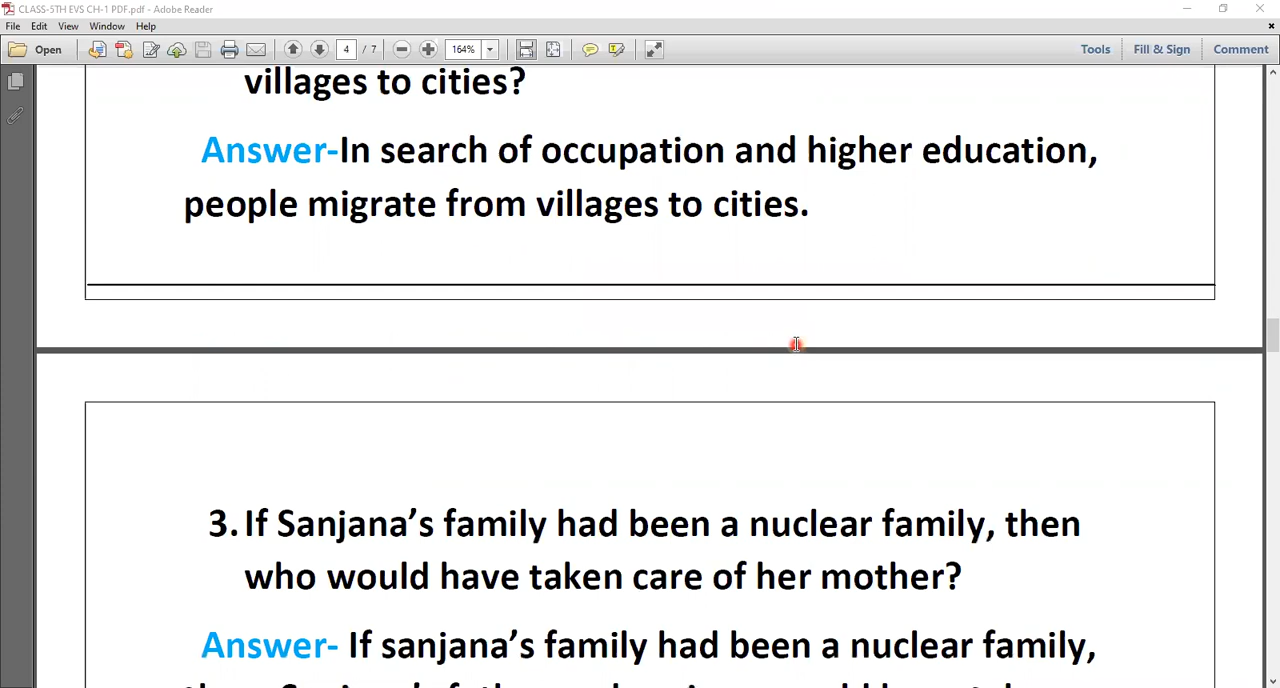 CLASS-5TH EVS CH-1 PDF.pdf - Adobe Reader
File Edit View Window Help
Open 4 / 7 164% Tools Fill & Sign Comment
villages to cities?
Answer-In search of occupation and higher education,
people migrate from villages to cities.
3. If Sanjana's family had been a nuclear family, then
who would have taken care of her mother?
Answer- If sanjana's family had been a nuclear family,